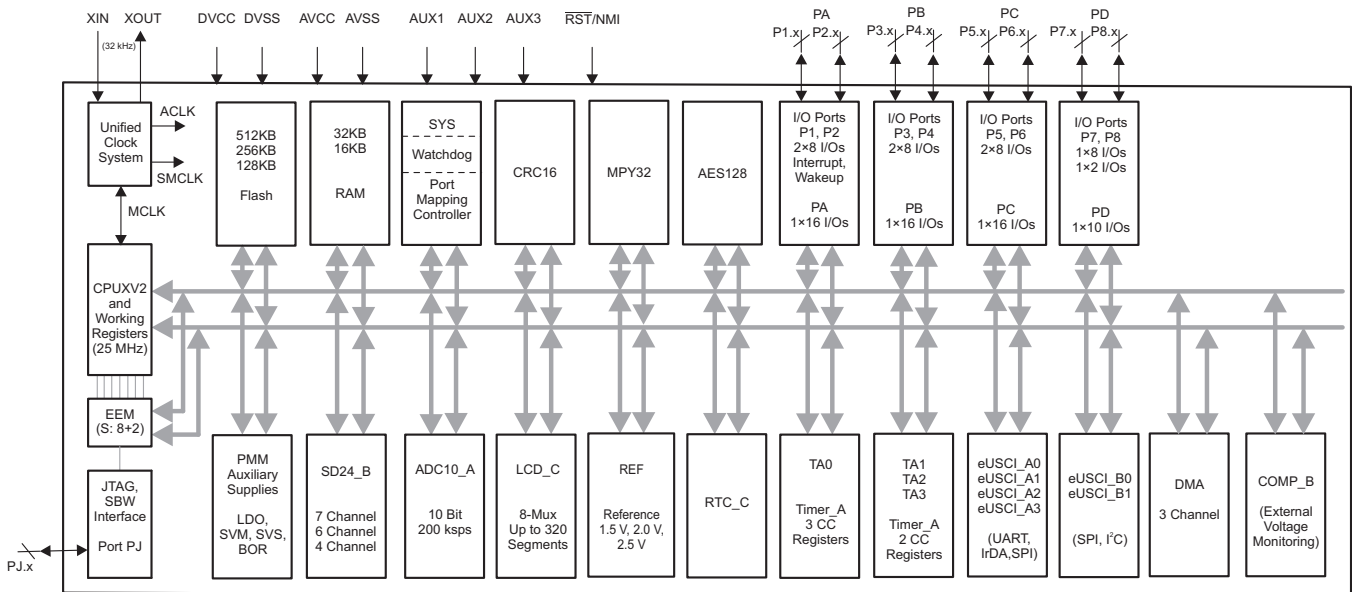 XIN
XOUT
(32 kHz)
DVCC
DVSS
AVCC
AVSS
AUX1
AUX2
AUX3
RST/NMI
PA
P1.x
P2.x
PB
P3.x
P4.x
PC
P5.x
P6.x
PD
P7.x
P8.x
Unified
Clock
System
ACLK
SMCLK
MCLK
512KB
256KB
128KB
Flash
32KB
16KB
RAM
SYS
Watchdog
Port
Mapping
Controller
CRC16
MPY32
AES128
I/O Ports
P1, P2
2×8 I/Os
Interrupt,
Wakeup
PA
1×16 I/Os
I/O Ports
P3, P4
2×8 I/Os
PB
1×16 I/Os
I/O Ports
P5, P6
2×8 I/Os
PC
1×16 I/Os
I/O Ports
P7, P8
1×8 I/Os
1×2 I/Os
PD
1×10 I/Os
CPUXV2
and
Working
Registers
(25 MHz)
EEM
(S: 8+2)
JTAG,
SBW
Interface
Port PJ
PJ.x
PMM
Auxiliary
Supplies
LDO,
SVM, SVS,
BOR
SD24_B
7 Channel
6 Channel
4 Channel
ADC10_A
10 Bit
200 ksps
LCD_C
8-Mux
Up to 320
Segments
REF
Reference
1.5 V, 2.0 V,
2.5 V
RTC_C
TA0
Timer_A
3 CC
Registers
TA1
TA2
TA3
Timer_A
2 CC
Registers
eUSCI_A0
eUSCI_A1
eUSCI_A2
eUSCI_A3
(UART,
IrDA,SPI)
eUSCI_B0
eUSCI_B1
(SPI, I²C)
DMA
3 Channel
COMP_B
(External
Voltage
Monitoring)